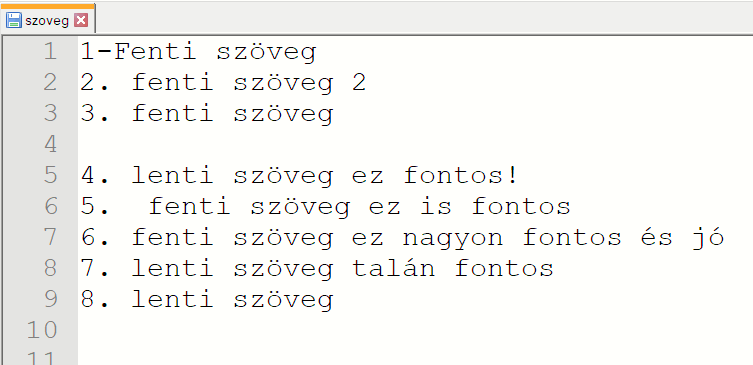 szoveg
1 1-Fenti szöveg
2 2. fenti szöveg 2
3 3. fenti szöveg
4
5 4. lenti szöveg ez fontos!
6 5.  fenti szöveg ez is fontos
7 6. fenti szöveg ez nagyon fontos és jó
8 7. lenti szöveg talán fontos
9 8. lenti szöveg
10
11